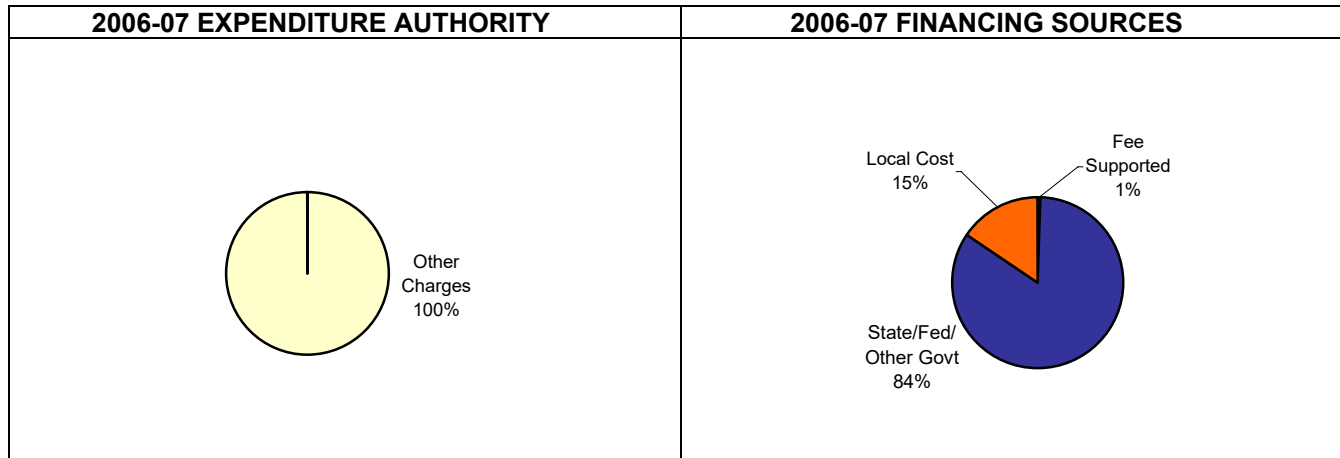 2006-07 EXPENDITURE AUTHORITY
2006-07 FINANCING SOURCES
Other
Charges
100%
Local Cost
15%
Fee
Supported
1%
State/Fed/
Other Govt
84%